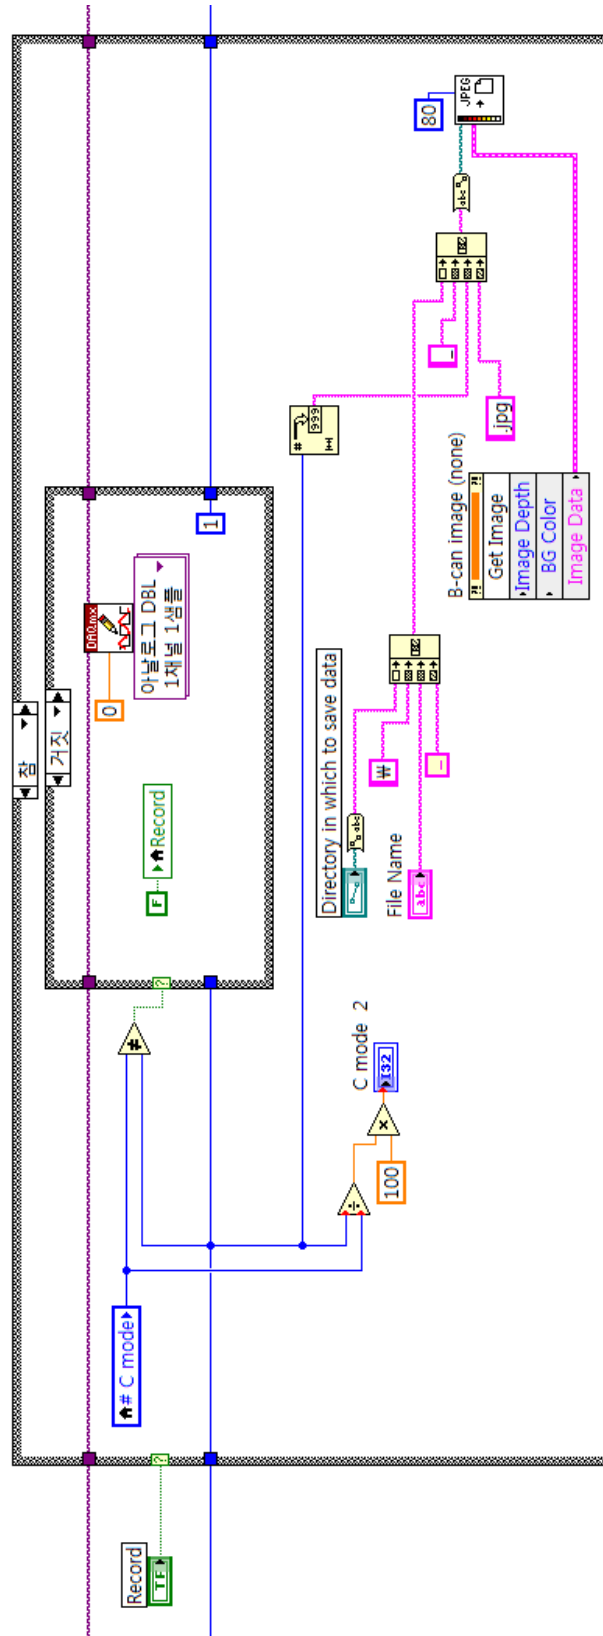 참
거짓
Record
TF
# C mode
?
?
≠
F
Record
0
DAQmx
아날로그 DBL
1채널 1샘플
1
÷
100
×
C mode 2
I32
Directory in which to save data
abc
File Name
abc
₩
_
#
999
B-can image (none)
Get Image
Image Depth
BG Color
Image Data
_
.jpg
abc
80
JPEG